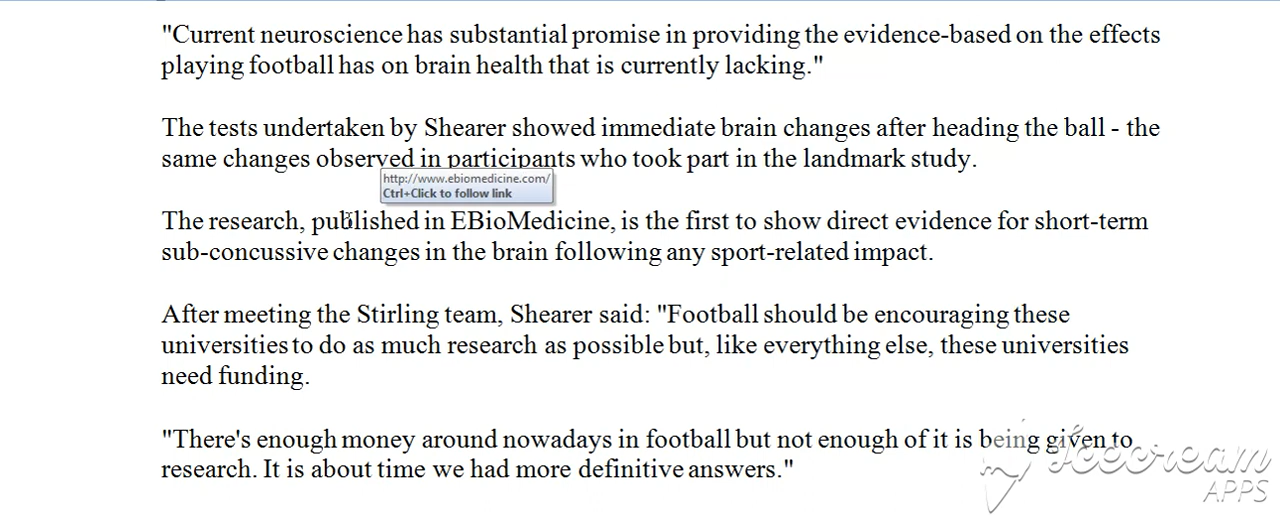 "Current neuroscience has substantial promise in providing the evidence-based on the effects
playing football has on brain health that is currently lacking."
The tests undertaken by Shearer showed immediate brain changes after heading the ball - the
same changes observed in participants who took part in the landmark study.
http://www.ebiomedicine.com/
Ctrl+Click to follow link
The research, published in EBioMedicine, is the first to show direct evidence for short-term
sub-concussive changes in the brain following any sport-related impact.
After meeting the Stirling team, Shearer said: "Football should be encouraging these
universities to do as much research as possible but, like everything else, these universities
need funding.
"There's enough money around nowadays in football but not enough of it is being given to
research. It is about time we had more definitive answers."
Icecream
APPS